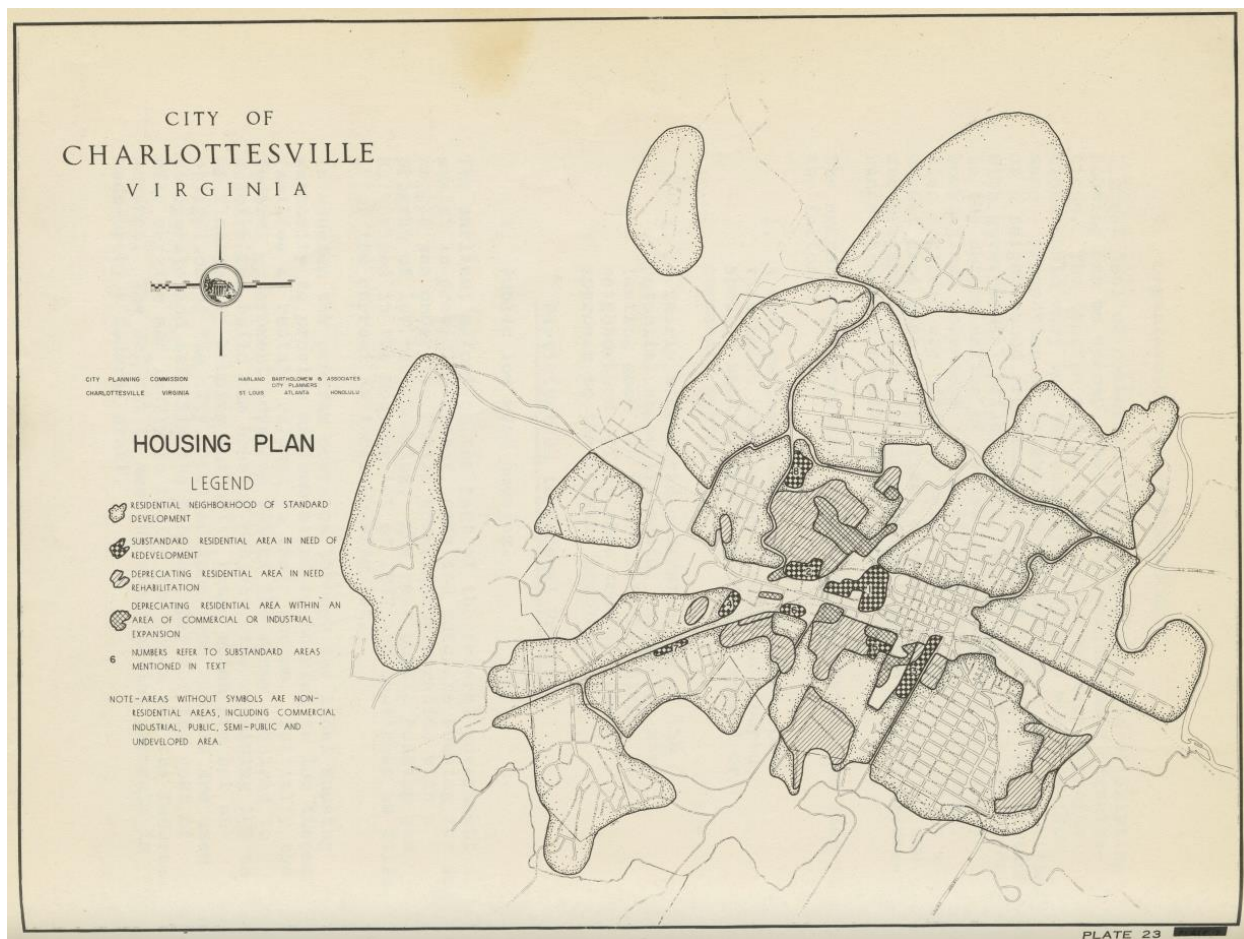 CITY OF
CHARLOTTESVILLE
VIRGINIA
CITY PLANNING COMMISSION
CHARLOTTESVILLE VIRGINIA
HARLAND BARTHOLOMEW & ASSOCIATES
CITY PLANNERS
ST. LOUIS ATLANTA HONOLULU
HOUSING PLAN
LEGEND
RESIDENTIAL NEIGHBORHOOD OF STANDARD
DEVELOPMENT
SUBSTANDARD RESIDENTIAL AREA IN NEED OF
REDEVELOPMENT
DEPRECIATING RESIDENTIAL AREA IN NEED
REHABILITATION
DEPRECIATING RESIDENTIAL AREA WITHIN AN
AREA OF COMMERCIAL OR INDUSTRIAL
EXPANSION
6 NUMBERS REFER TO SUBSTANDARD AREAS
MENTIONED IN TEXT
NOTE-AREAS WITHOUT SYMBOLS ARE NON-
RESIDENTIAL AREAS, INCLUDING COMMERCIAL
INDUSTRIAL, PUBLIC, SEMI-PUBLIC AND
UNDEVELOPED AREA.
PLATE 23